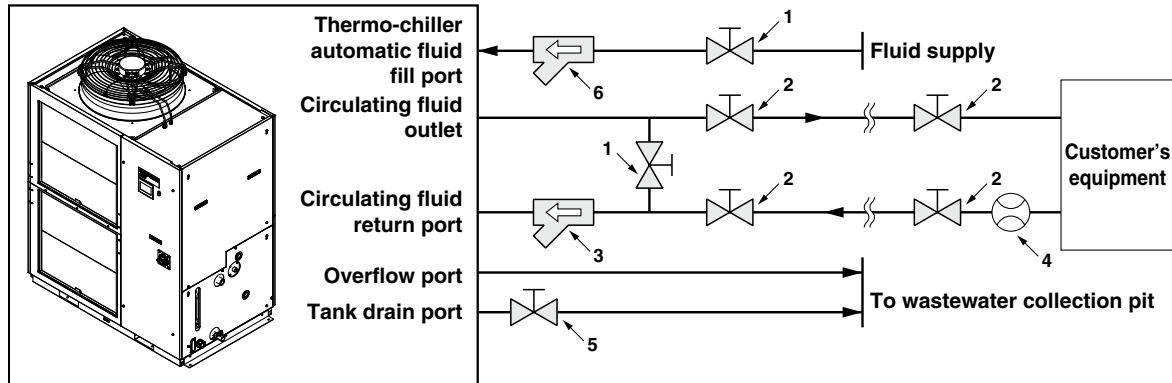 Thermo-chiller
automatic fluid
fill port
1
Fluid supply
6
Circulating fluid
outlet
2
2
1
Customer's
equipment
Circulating fluid
return port
2
2
3
4
Overflow port
Tank drain port
To wastewater collection pit
5